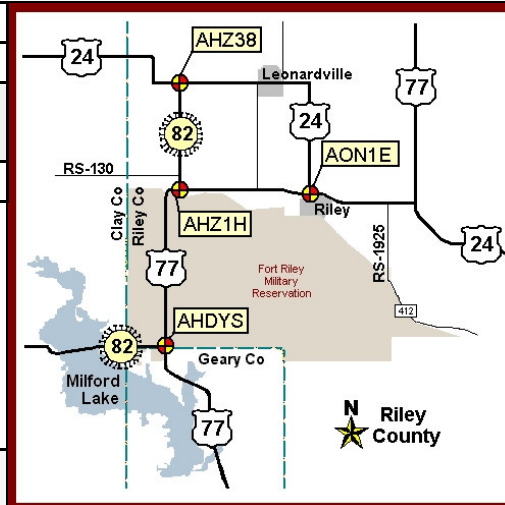 AHZ38
24
Leonardville
77
82
24
AON1E
RS-130
Clay Co
Riley Co
AHZ1H
Riley
RS-1925
24
77
Fort Riley
Military
Reservation
412
AHDYS
82
Geary Co
Milford
Lake
77
N
Riley
County